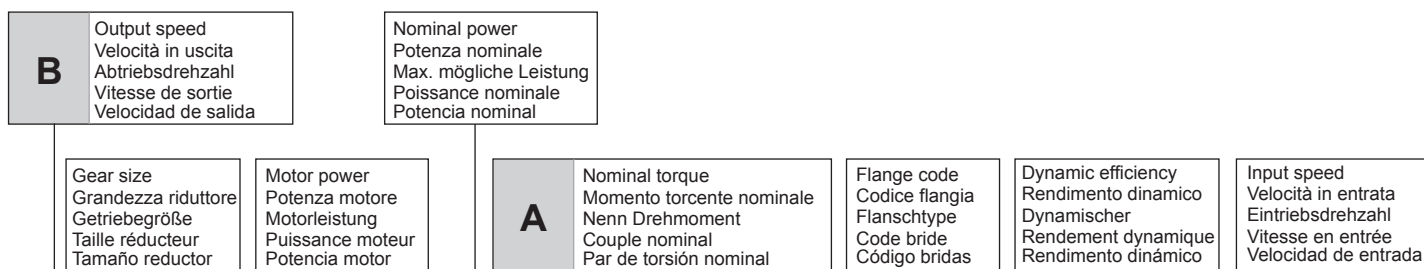 B
Output speed
Velocità in uscita
Abtriebsdrehzahl
Vitesse de sortie
Velocidad de salida
Nominal power
Potenza nominale
Max. mögliche Leistung
Poissance nominale
Potencia nominal
Gear size
Grandezza riduttore
Getriebegröße
Taille réducteur
Tamaño reductor
Motor power
Potenza motore
Motorleistung
Puissance moteur
Potencia motor
A
Nominal torque
Momento torcente nominale
Nenn Drehmoment
Couple nominal
Par de torsión nominal
Flange code
Codice flangia
Flanschtype
Code bride
Código bridas
Dynamic efficiency
Rendimento dinamico
Dynamischer
Rendement dynamique
Rendimento dinámico
Input speed
Velocità in entrata
Eintriebsdrehzahl
Vitesse en entrée
Velocidad de entrada